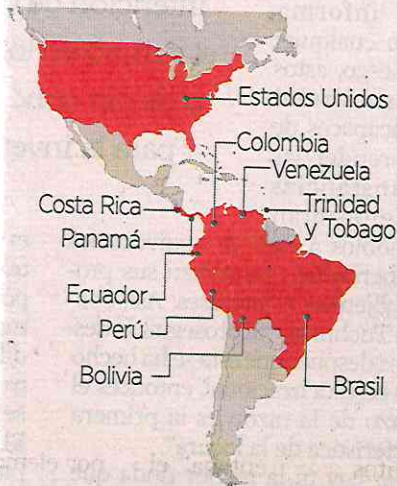 Estados Unidos
Colombia
Venezuela
Costa Rica
Trinidad
y Tobago
Panamá
Ecuador
Perú
Bolivia
Brasil